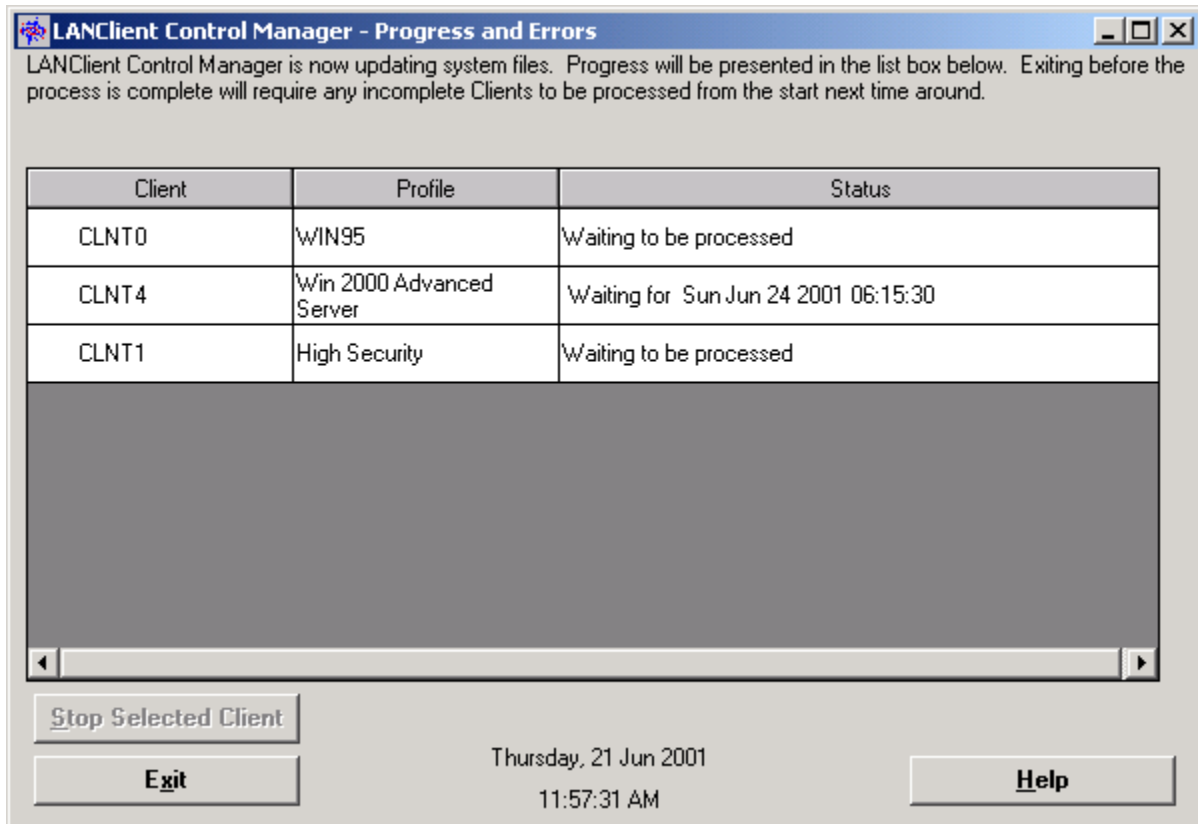 LANClient Control Manager - Progress and Errors
LANClient Control Manager is now updating system files.  Progress will be presented in the list box below.  Exiting before the
process is complete will require any incomplete Clients to be processed from the start next time around.
Client Profile Status
CLNT0 WIN95 Waiting to be processed
CLNT4 Win 2000 Advanced
Server Waiting for  Sun Jun 24 2001 06:15:30
CLNT1 High Security Waiting to be processed
Stop Selected Client
Exit
Thursday, 21 Jun 2001
11:57:31 AM
Help